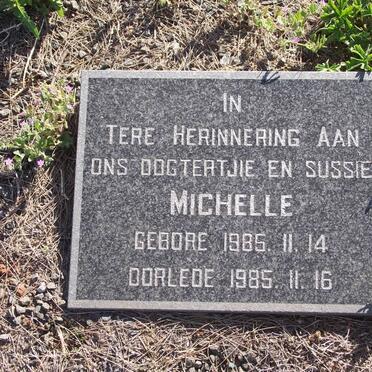 IN
TERE HERINNERING AAN
ONS DOGTERTJIE EN SUSSIE
MICHELLE
GEBORE 1985. 11. 14
OORLEDE 1985. 11. 16